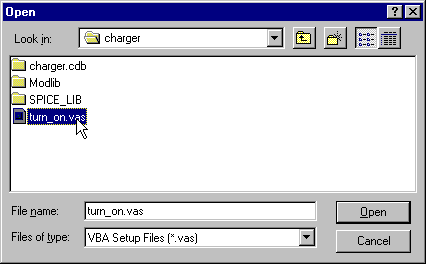 Open
Look in: charger
charger.cdb
Modlib
SPICE_LIB
turn_on.vas
File name: turn_on.vas Open
Files of type: VBA Setup Files (*.vas) Cancel